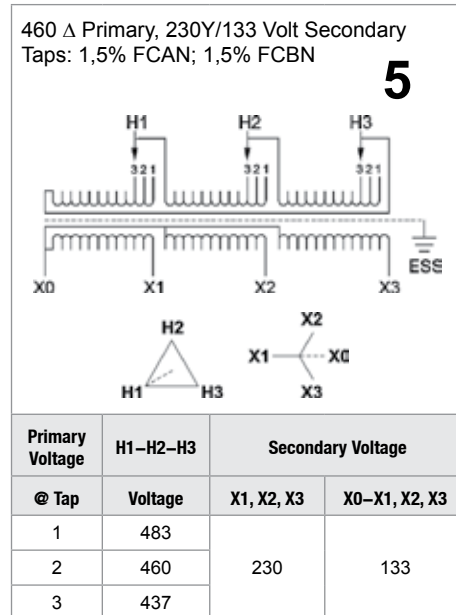 460 Δ Primary, 230Y/133 Volt Secondary
Taps: 1,5% FCAN; 1,5% FCBN
5
H1 H2 H3
321 321 321
ESS
X0 X1 X2 X3
H2
H1 H3
X2
X1 X0
X3
Primary Voltage H1–H2–H3 Secondary Voltage
@ Tap Voltage X1, X2, X3 X0–X1, X2, X3
1 483
2 460 230 133
3 437